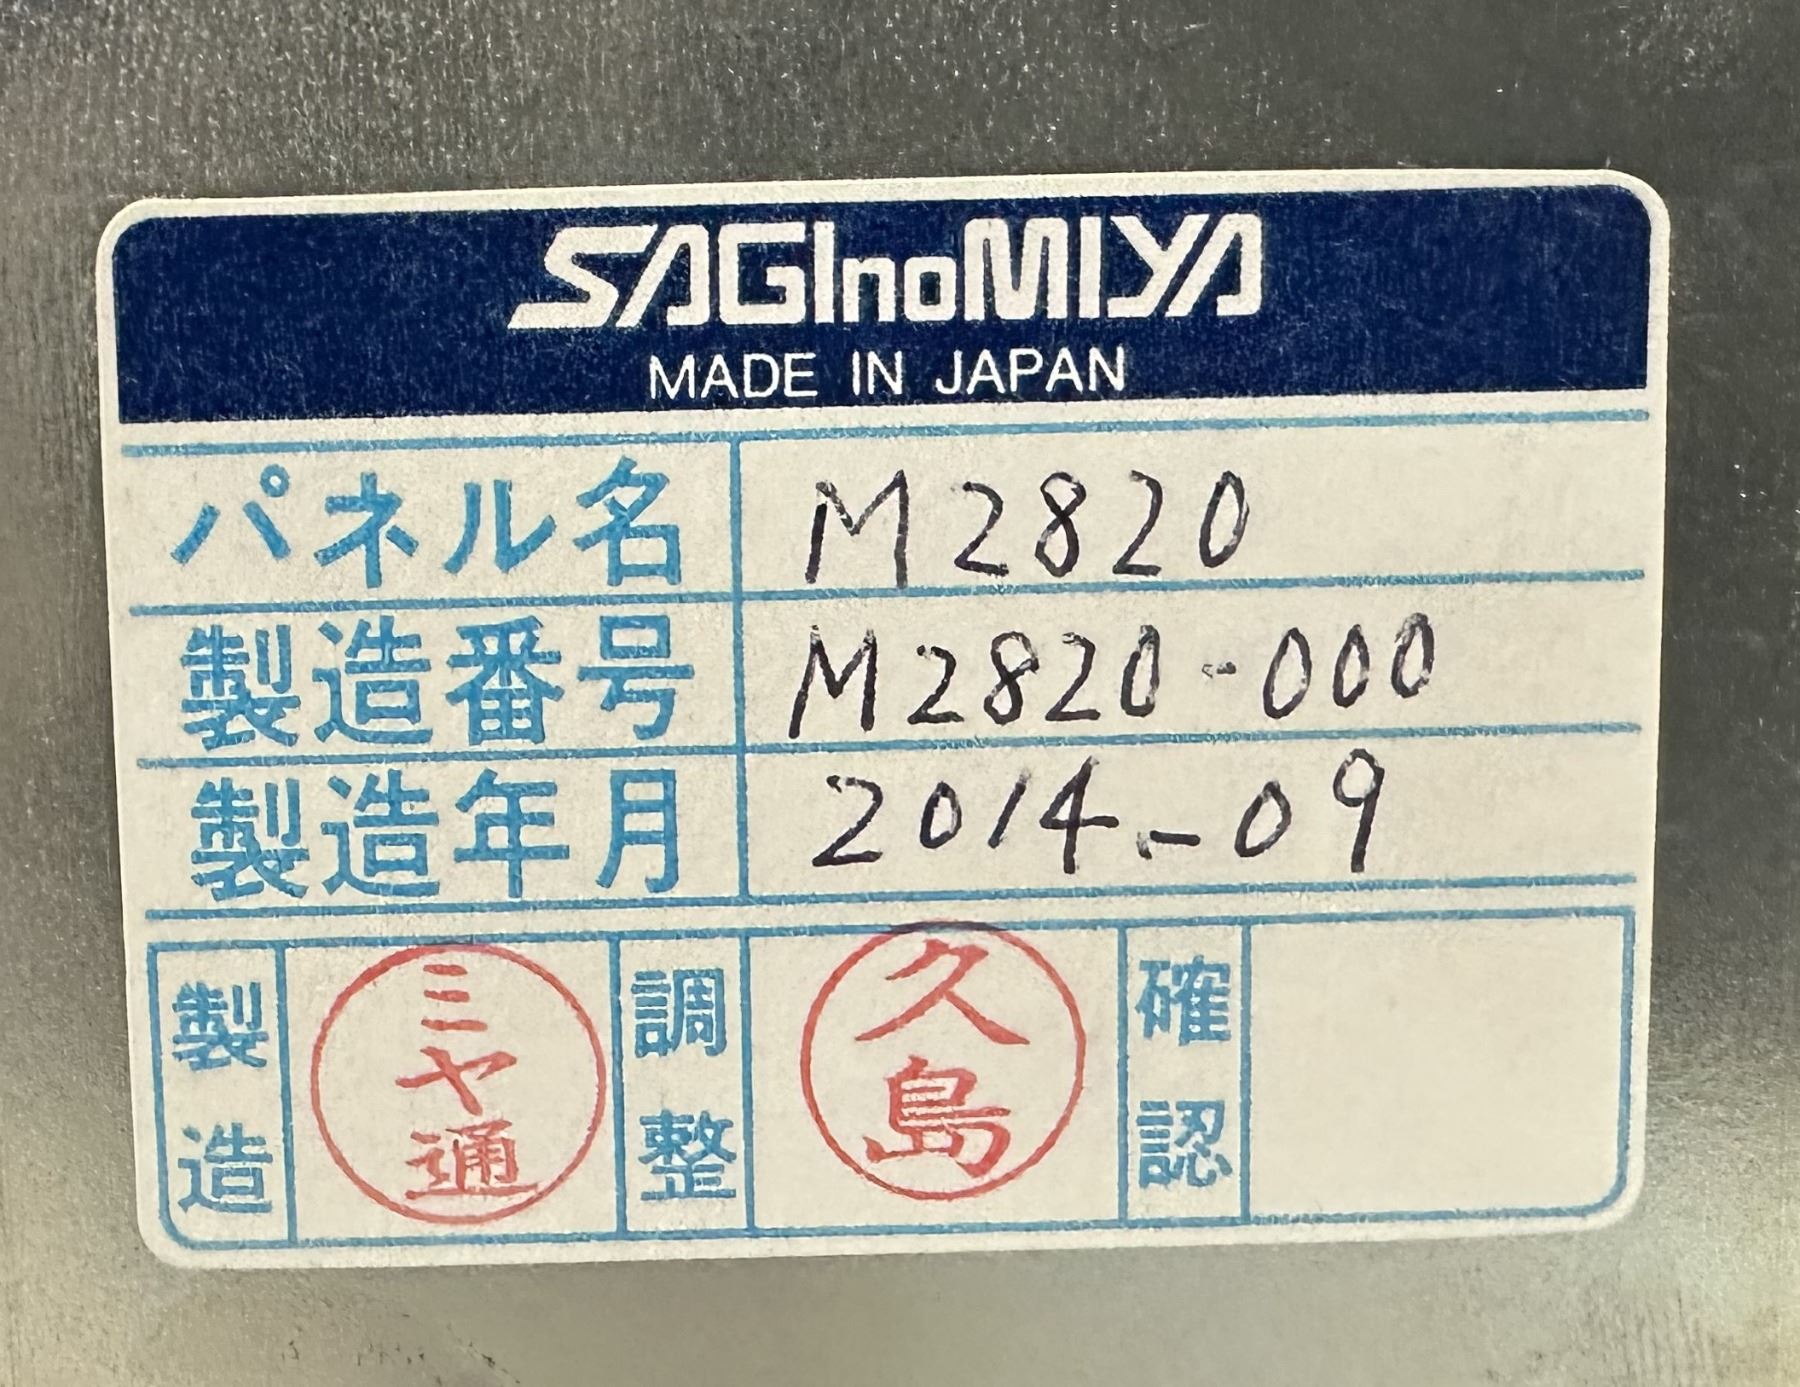 SAGInoMIYA
MADE IN JAPAN
パネル名 M2820
製造番号 M2820-000
製造年月 2014-09
製造 ミヤ通 調整 久島 確認